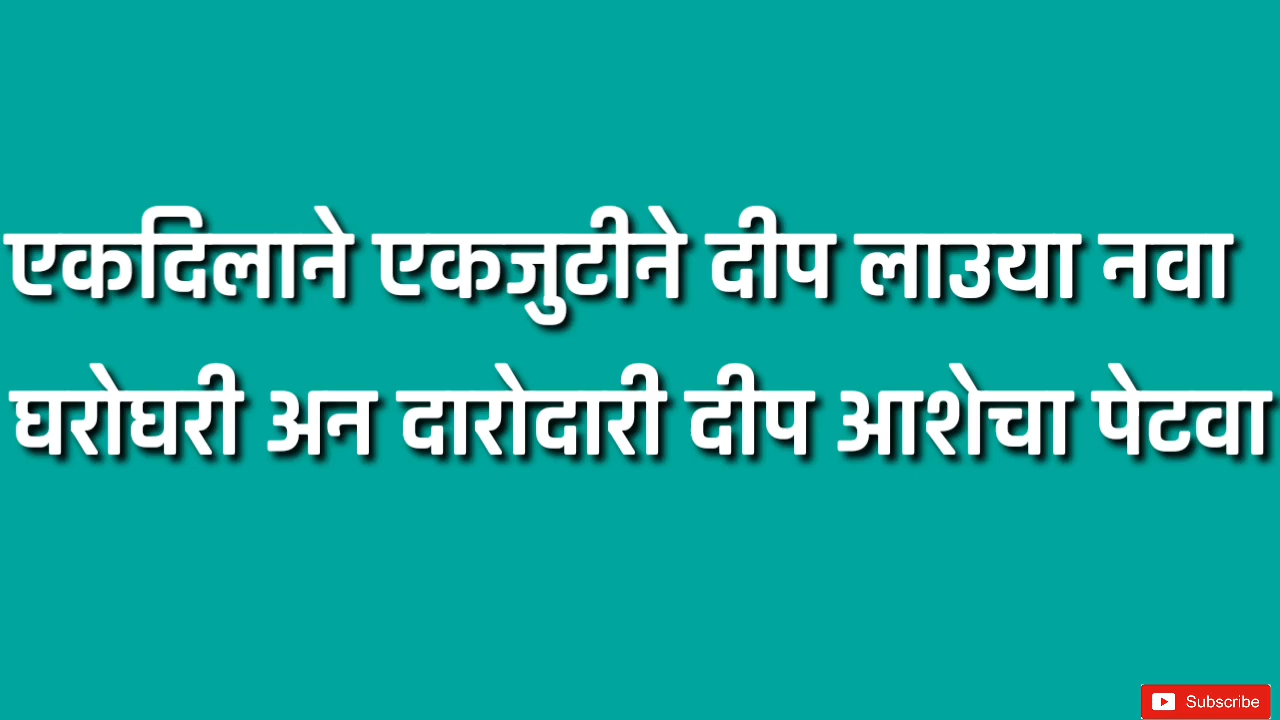 एकदिलाने एकजुटीने दीप लाउया नवा
घरोघरी अन दारोदारी दीप आशेचा पेटवा
Subscribe